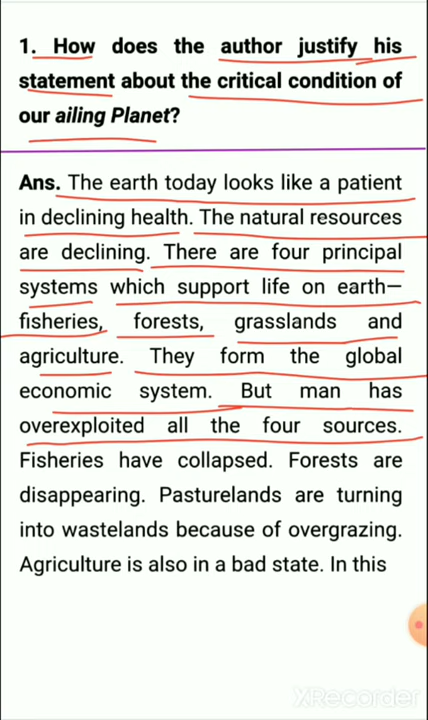 1. How does the author justify his
statement about the critical condition of
our ailing Planet?
Ans. The earth today looks like a patient
in declining health. The natural resources
are declining. There are four principal
systems which support life on earth—
fisheries, forests, grasslands and
agriculture. They form the global
economic system. But man has
overexploited all the four sources.
Fisheries have collapsed. Forests are
disappearing. Pasturelands are turning
into wastelands because of overgrazing.
Agriculture is also in a bad state. In this
XRecorder